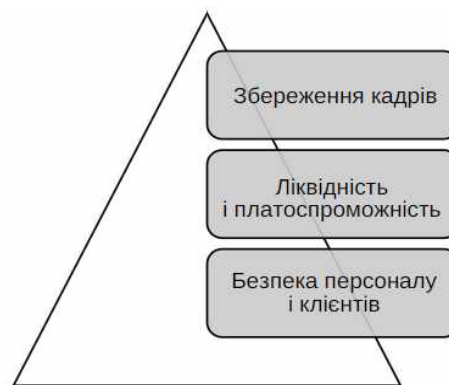 Збереження кадрів
Ліквідність
і платоспроможність
Безпека персоналу
і клієнтів